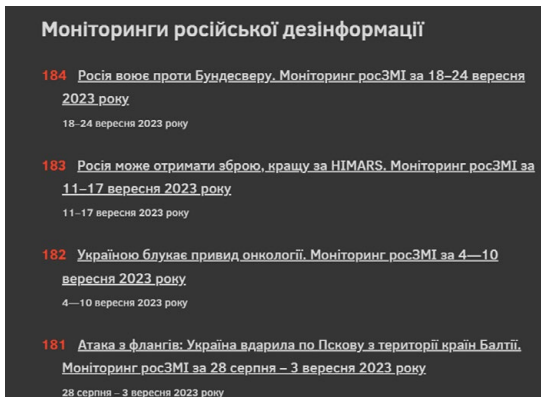 Моніторинги російської дезінформації
184 Росія воює проти Бундесверу. Моніторинг росЗМІ за 18–24 вересня
2023 року
18–24 вересня 2023 року
183 Росія може отримати зброю, кращу за HIMARS. Моніторинг росЗМІ за
11–17 вересня 2023 року
11–17 вересня 2023 року
182 Україною блукає привид онкології. Моніторинг росЗМІ за 4—10
вересня 2023 року
4—10 вересня 2023 року
181 Атака з флангів: Україна вдарила по Пскову з території країн Балтії.
Моніторинг росЗМІ за 28 серпня – 3 вересня 2023 року
28 серпня – 3 вересня 2023 року